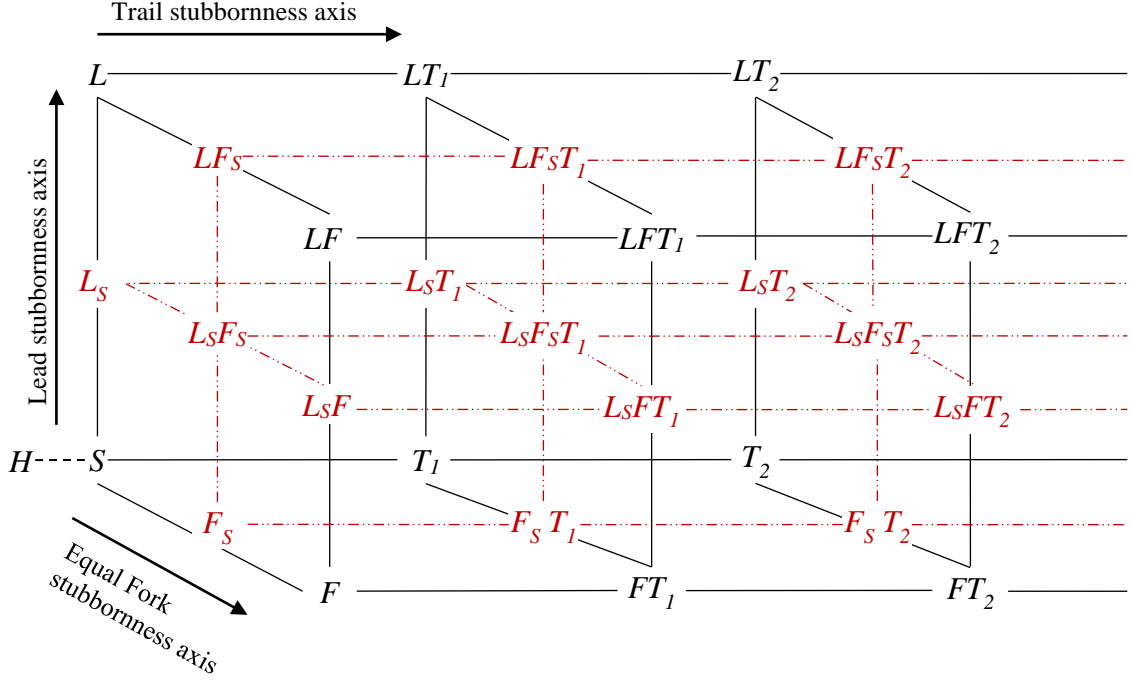 Trail stubbornness axis
L LT1 LT2
LFS LFST1 LFST2
LF LFT1 LFT2
LS LST1 LST2
LSFS LSFST1 LSFST2
LSF LSFT1 LSFT2
H S T1 T2
FS FS T1 FS T2
F FT1 FT2
Lead stubbornness axis
Equal Fork
stubbornness axis